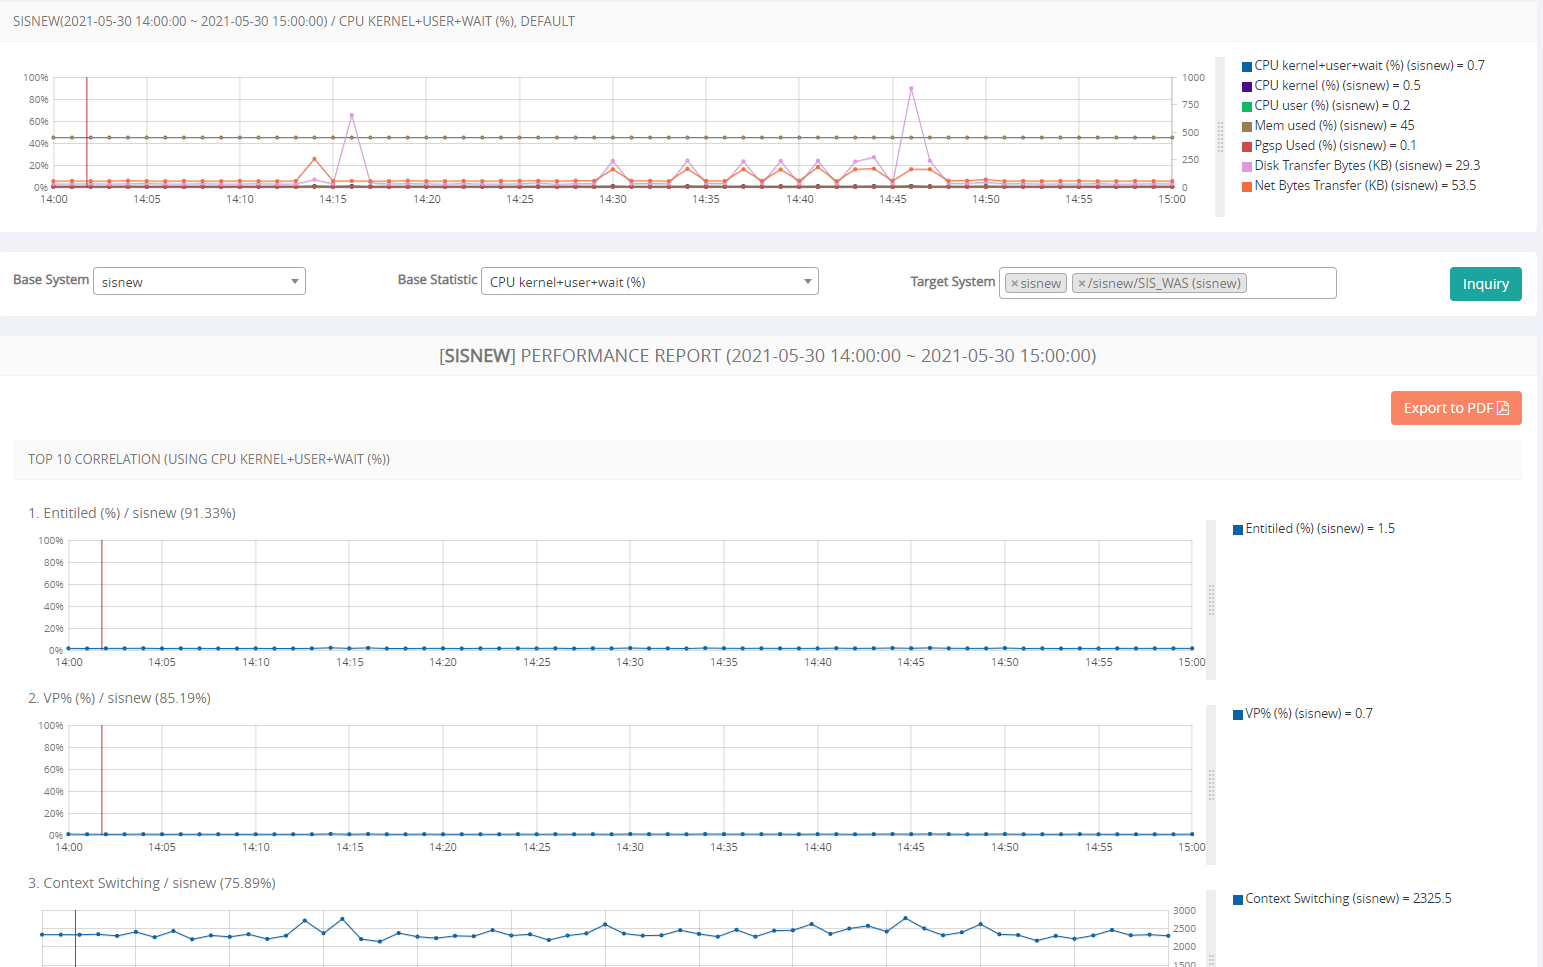 SISNEW(2021-05-30 14:00:00 ~ 2021-05-30 15:00:00) / CPU KERNEL+USER+WAIT (%), DEFAULT
100%
80%
60%
40%
20%
0%
1000
750
500
250
0
14:00 14:05 14:10 14:15 14:20 14:25 14:30 14:35 14:40 14:45 14:50 14:55 15:00
CPU kernel+user+wait (%) (sisnew) = 0.7
CPU kernel (%) (sisnew) = 0.5
CPU user (%) (sisnew) = 0.2
Mem used (%) (sisnew) = 45
Pgsp Used (%) (sisnew) = 0.1
Disk Transfer Bytes (KB) (sisnew) = 29.3
Net Bytes Transfer (KB) (sisnew) = 53.5
Base System sisnew Base Statistic CPU kernel+user+wait (%) Target System ×sisnew ×/sisnew/SIS_WAS (sisnew) Inquiry
[SISNEW] PERFORMANCE REPORT (2021-05-30 14:00:00 ~ 2021-05-30 15:00:00)
Export to PDF
TOP 10 CORRELATION (USING CPU KERNEL+USER+WAIT (%))
1. Entitiled (%) / sisnew (91.33%)
100%
80%
60%
40%
20%
0%
14:00 14:05 14:10 14:15 14:20 14:25 14:30 14:35 14:40 14:45 14:50 14:55 15:00
Entitiled (%) (sisnew) = 1.5
2. VP% (%) / sisnew (85.19%)
100%
80%
60%
40%
20%
0%
14:00 14:05 14:10 14:15 14:20 14:25 14:30 14:35 14:40 14:45 14:50 14:55 15:00
VP% (%) (sisnew) = 0.7
3. Context Switching / sisnew (75.89%)
3000
2500
2000
1500
Context Switching (sisnew) = 2325.5